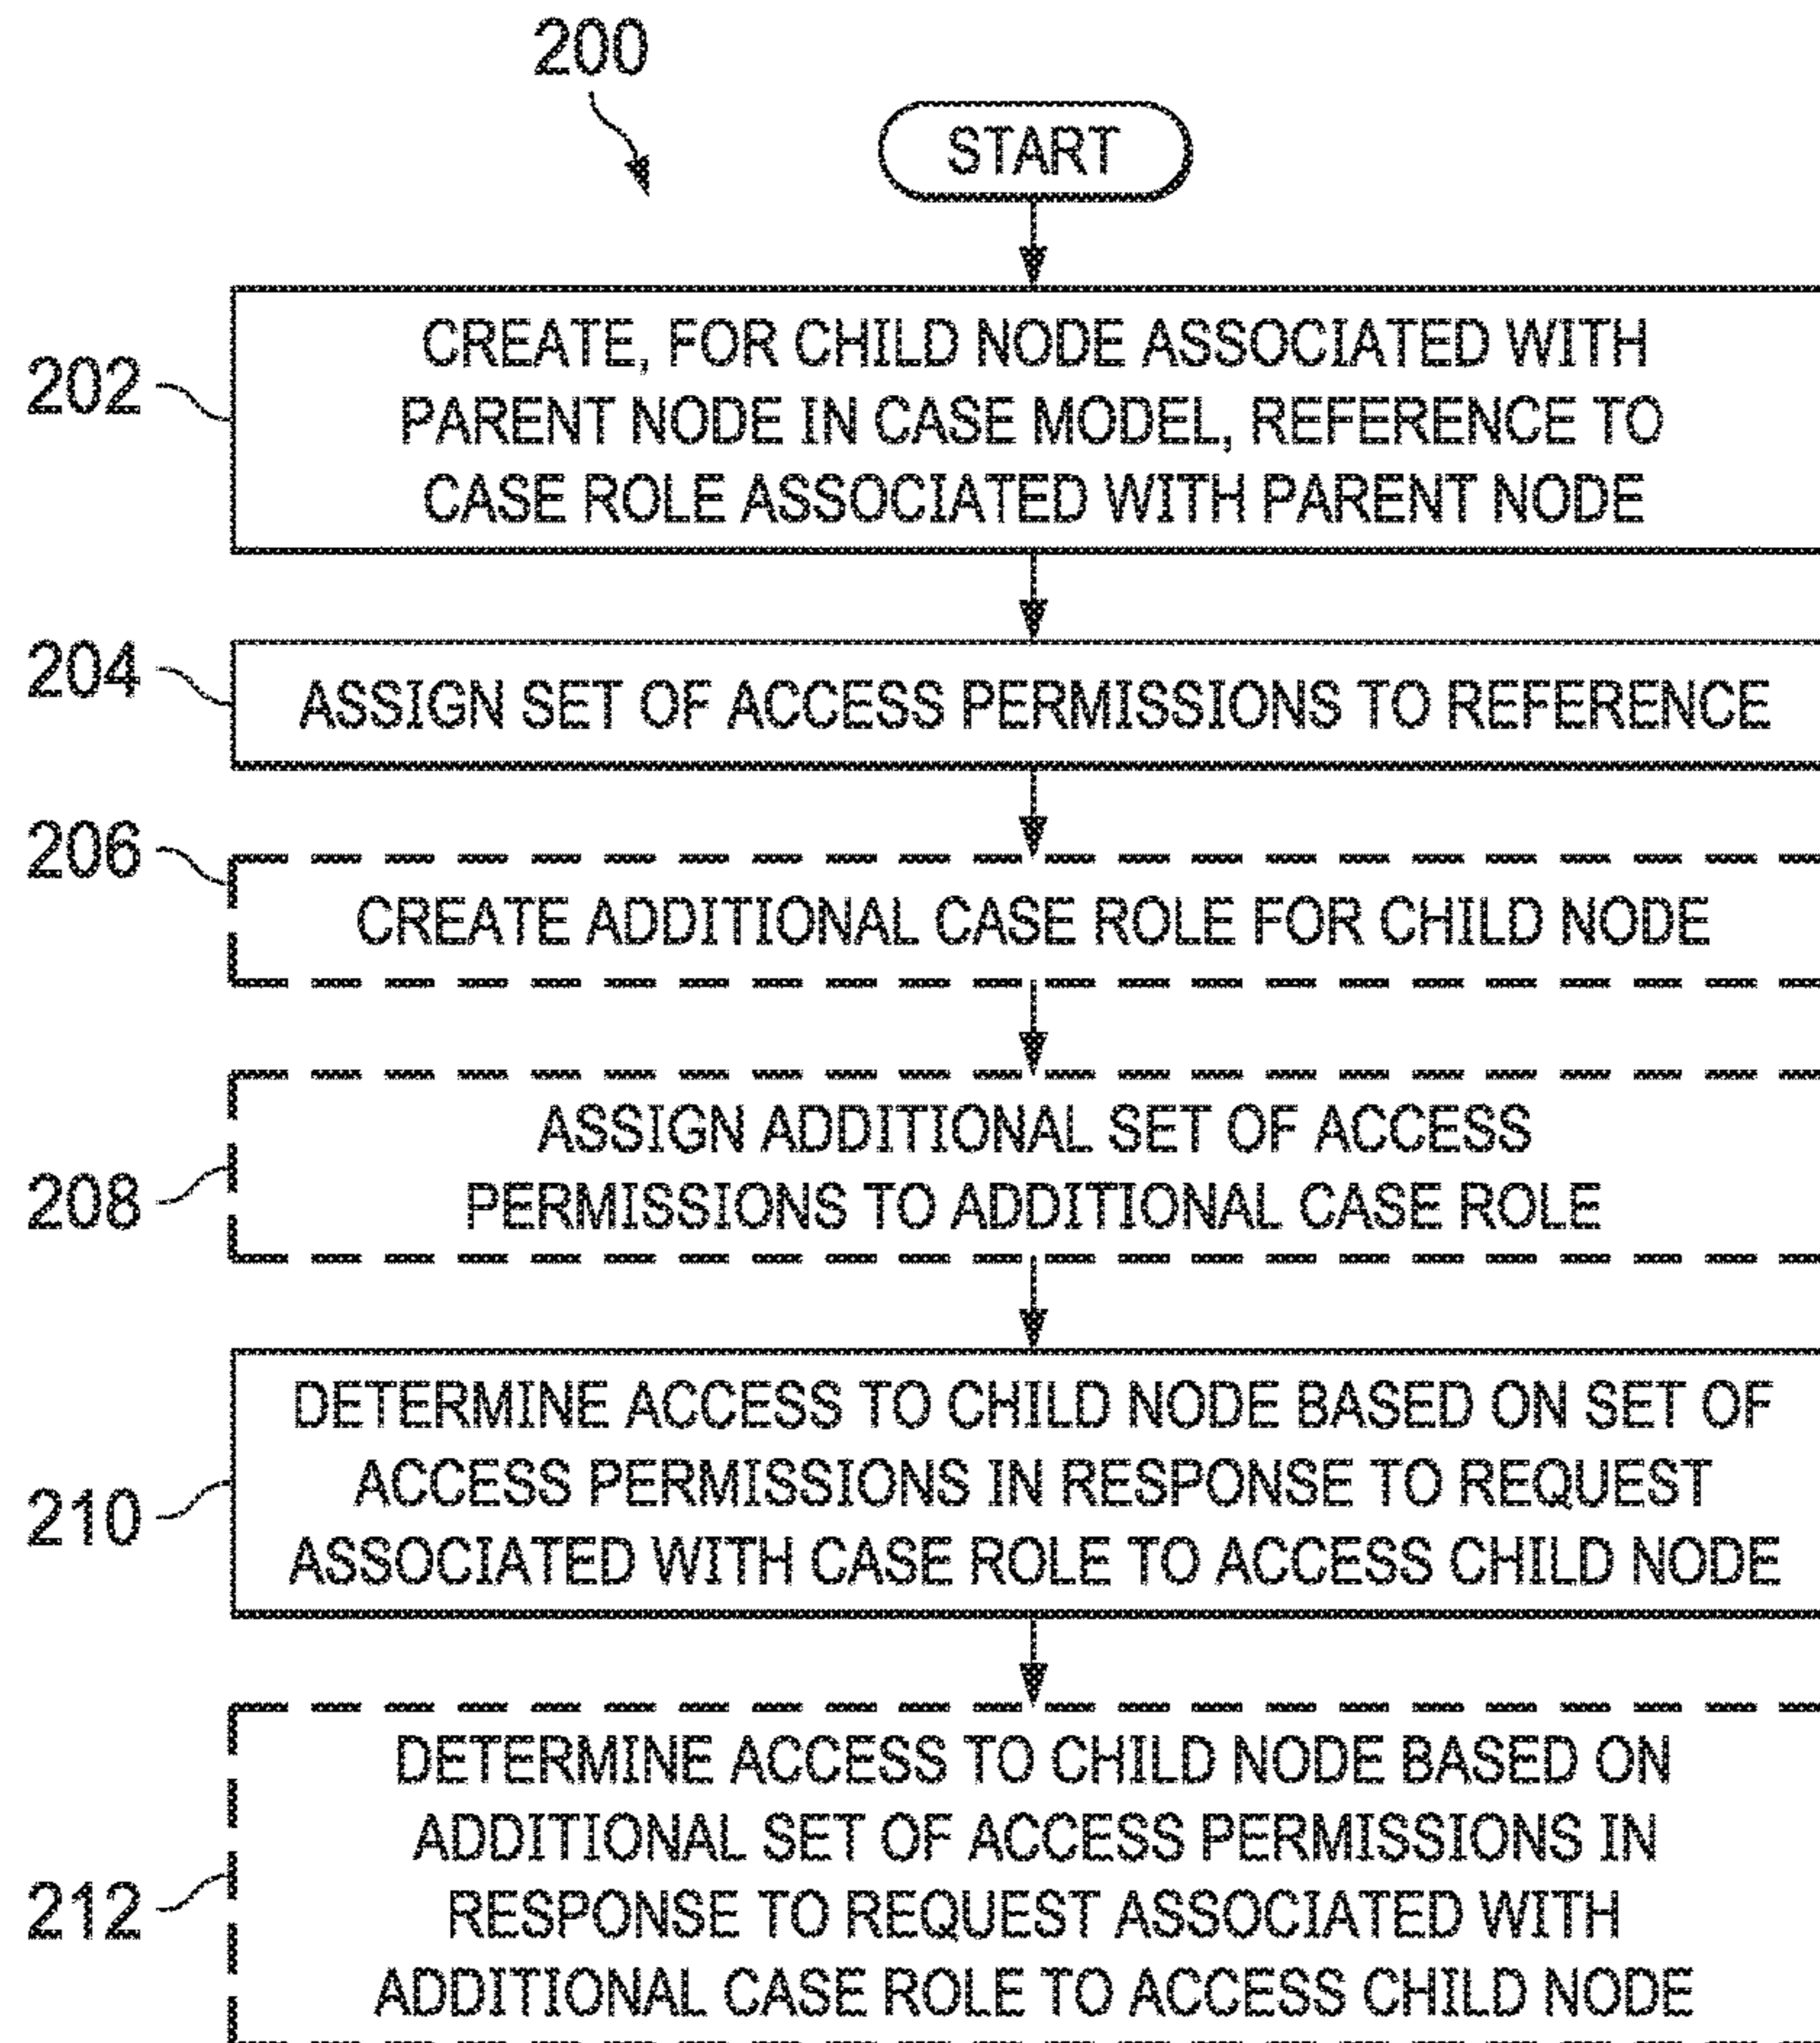 200
START
202
CREATE, FOR CHILD NODE ASSOCIATED WITH
PARENT NODE IN CASE MODEL, REFERENCE TO
CASE ROLE ASSOCIATED WITH PARENT NODE
204
ASSIGN SET OF ACCESS PERMISSIONS TO REFERENCE
206
CREATE ADDITIONAL CASE ROLE FOR CHILD NODE
208
ASSIGN ADDITIONAL SET OF ACCESS
PERMISSIONS TO ADDITIONAL CASE ROLE
210
DETERMINE ACCESS TO CHILD NODE BASED ON SET OF
ACCESS PERMISSIONS IN RESPONSE TO REQUEST
ASSOCIATED WITH CASE ROLE TO ACCESS CHILD NODE
212
DETERMINE ACCESS TO CHILD NODE BASED ON
ADDITIONAL SET OF ACCESS PERMISSIONS IN
RESPONSE TO REQUEST ASSOCIATED WITH
ADDITIONAL CASE ROLE TO ACCESS CHILD NODE